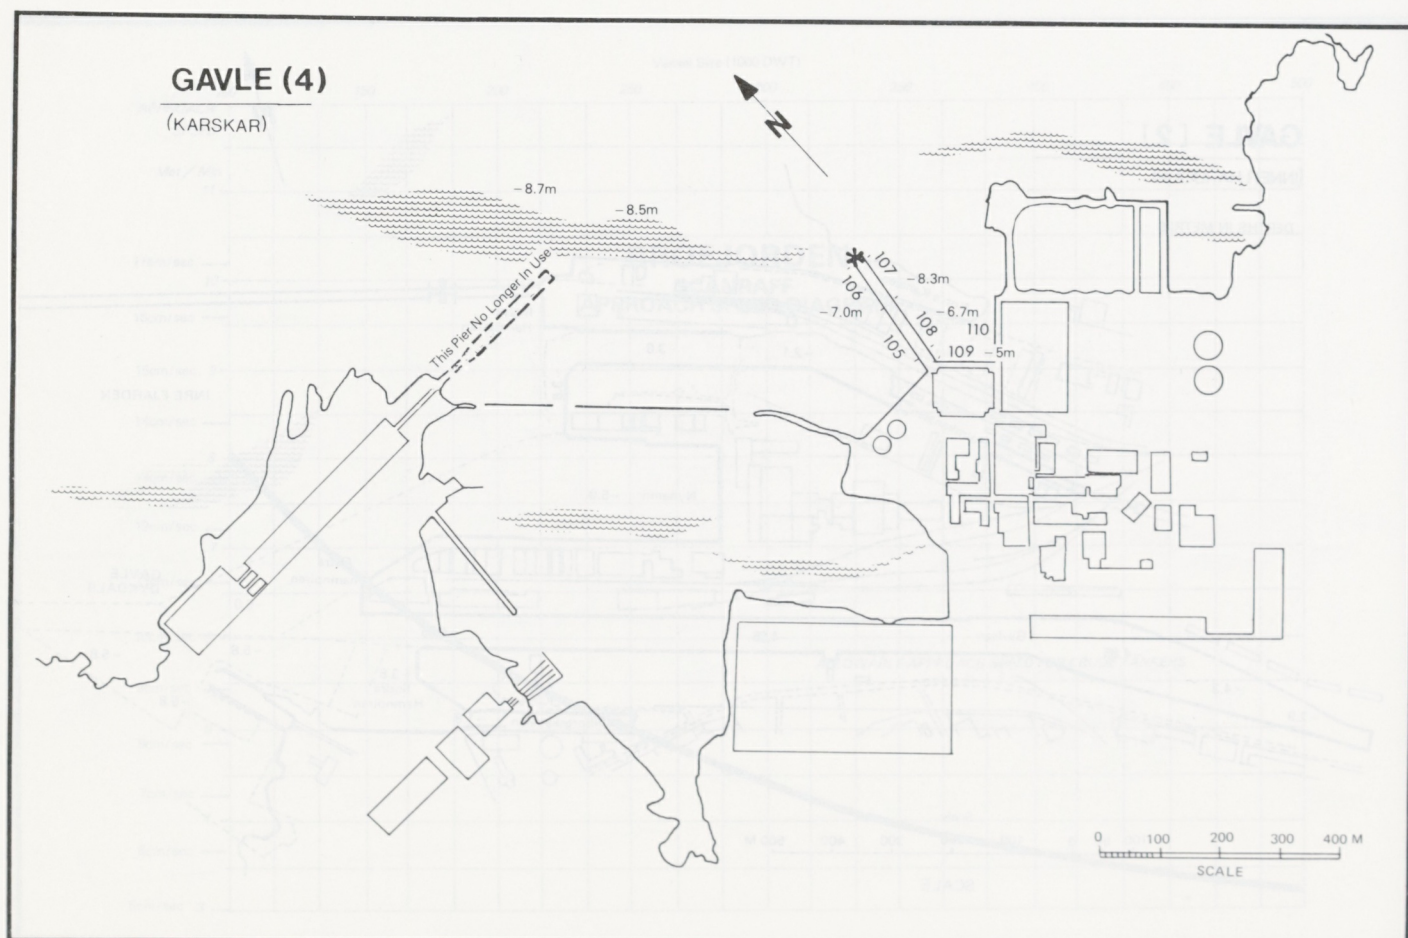 GAVLE (4)
(KARSKAR)
N
-8.7m
-8.5m
This Pier No Longer In Use
107
-8.3m
106
-7.0m
-6.7m
108
110
105
109
-5m
0 100 200 300 400 M
SCALE